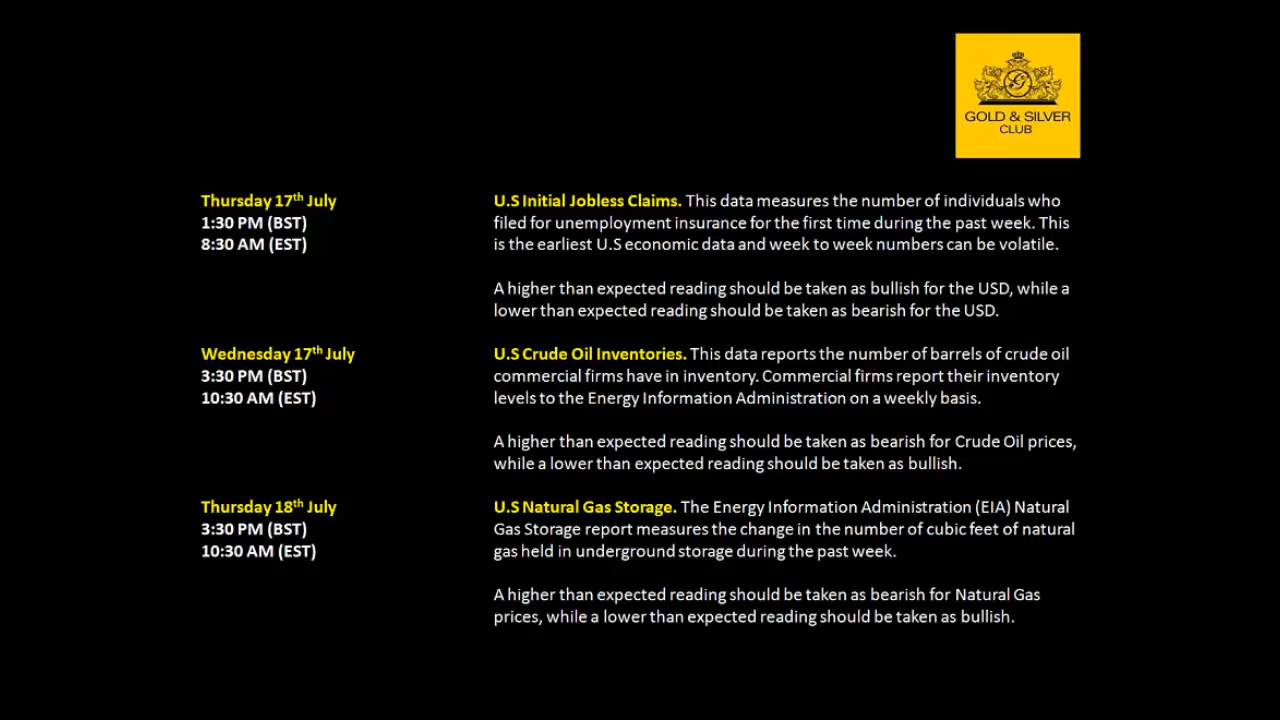 GOLD & SILVER
CLUB
Thursday 17th July
1:30 PM (BST)
8:30 AM (EST)
U.S Initial Jobless Claims. This data measures the number of individuals who
filed for unemployment insurance for the first time during the past week. This
is the earliest U.S economic data and week to week numbers can be volatile.
A higher than expected reading should be taken as bullish for the USD, while a
lower than expected reading should be taken as bearish for the USD.
Wednesday 17th July
3:30 PM (BST)
10:30 AM (EST)
U.S Crude Oil Inventories. This data reports the number of barrels of crude oil
commercial firms have in inventory. Commercial firms report their inventory
levels to the Energy Information Administration on a weekly basis.
A higher than expected reading should be taken as bearish for Crude Oil prices,
while a lower than expected reading should be taken as bullish.
Thursday 18th July
3:30 PM (BST)
10:30 AM (EST)
U.S Natural Gas Storage. The Energy Information Administration (EIA) Natural
Gas Storage report measures the change in the number of cubic feet of natural
gas held in underground storage during the past week.
A higher than expected reading should be taken as bearish for Natural Gas
prices, while a lower than expected reading should be taken as bullish.